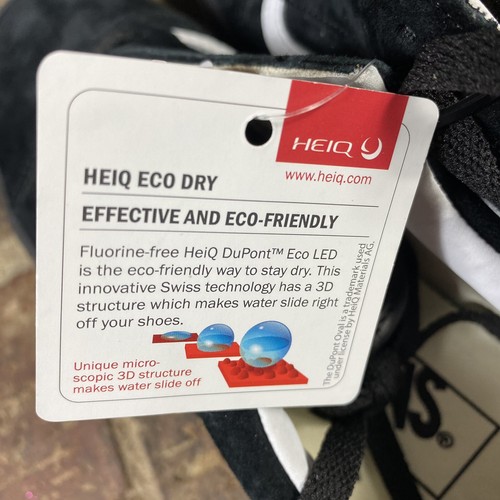 HEIQ
www.heiq.com
HEIQ ECO DRY
EFFECTIVE AND ECO-FRIENDLY
Fluorine-free HeiQ DuPont™ Eco LED
is the eco-friendly way to stay dry. This
innovative Swiss technology has a 3D
structure which makes water slide right
off your shoes.
Unique micro-
scopic 3D structure
makes water slide off
The DuPont Oval is a trademark used
under license by HeiQ Materials AG.